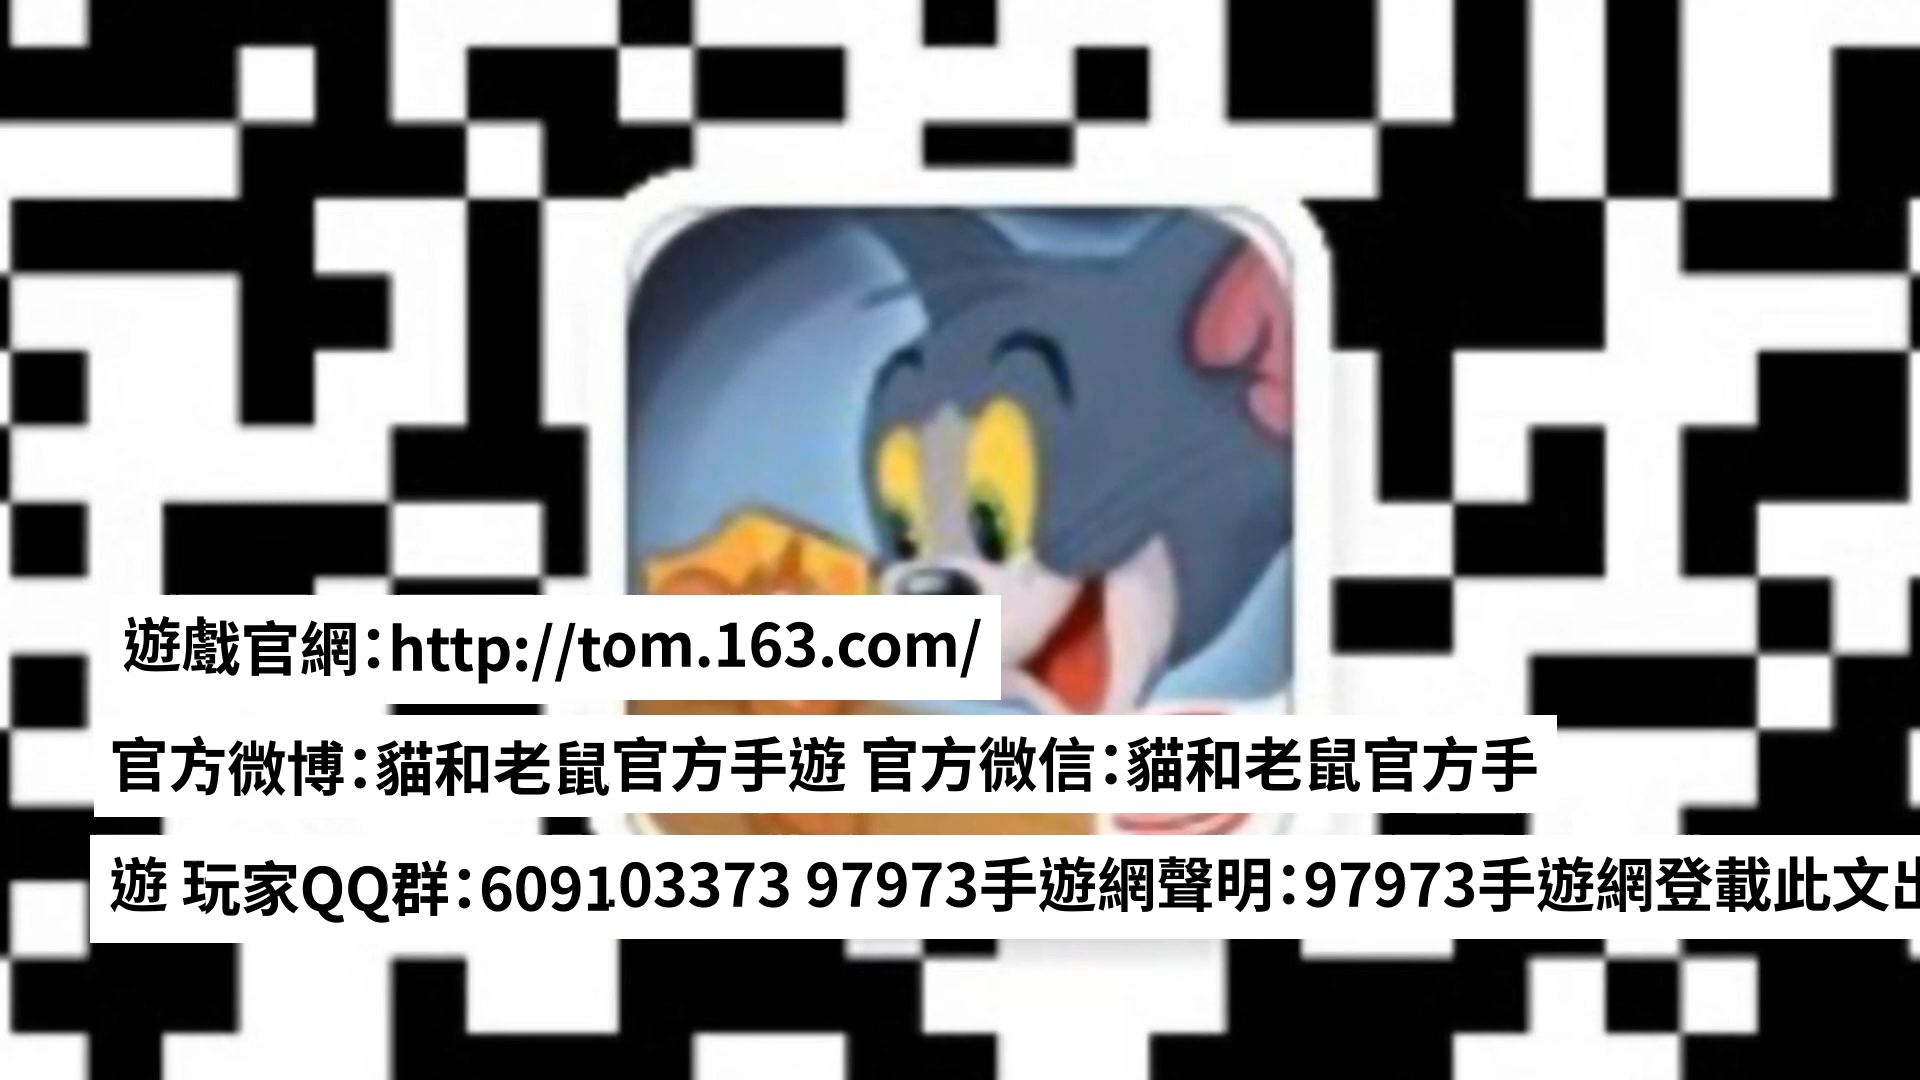 遊戲官網：http://tom.163.com/
官方微博：貓和老鼠官方手遊 官方微信：貓和老鼠官方手
遊 玩家QQ群：609103373 97973手遊網聲明：97973手遊網登載此文出